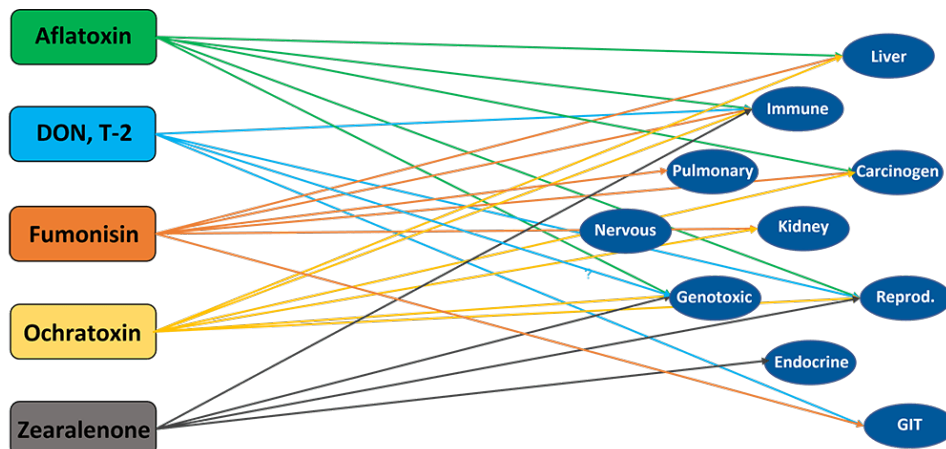 Aflatoxin
DON, T-2
Fumonisin
Ochratoxin
Zearalenone
Liver
Immune
Pulmonary
Carcinogen
Nervous
Kidney
?
Genotoxic
Reprod.
Endocrine
GIT